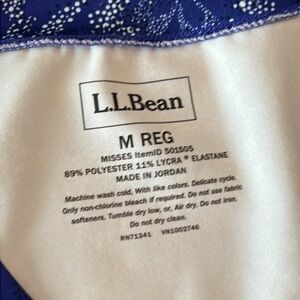 L.L.Bean
M REG
MISSES ItemID 501505
89% POLYESTER 11% LYCRA ® ELASTANE
MADE IN JORDAN
Machine wash cold, With like colors. Delicate cycle.
Only non-chlorine bleach if required. Do not use fabric
softeners. Tumble dry low, or, Air dry. Do not iron.
Do not dry clean.
RN71341 VN1002746